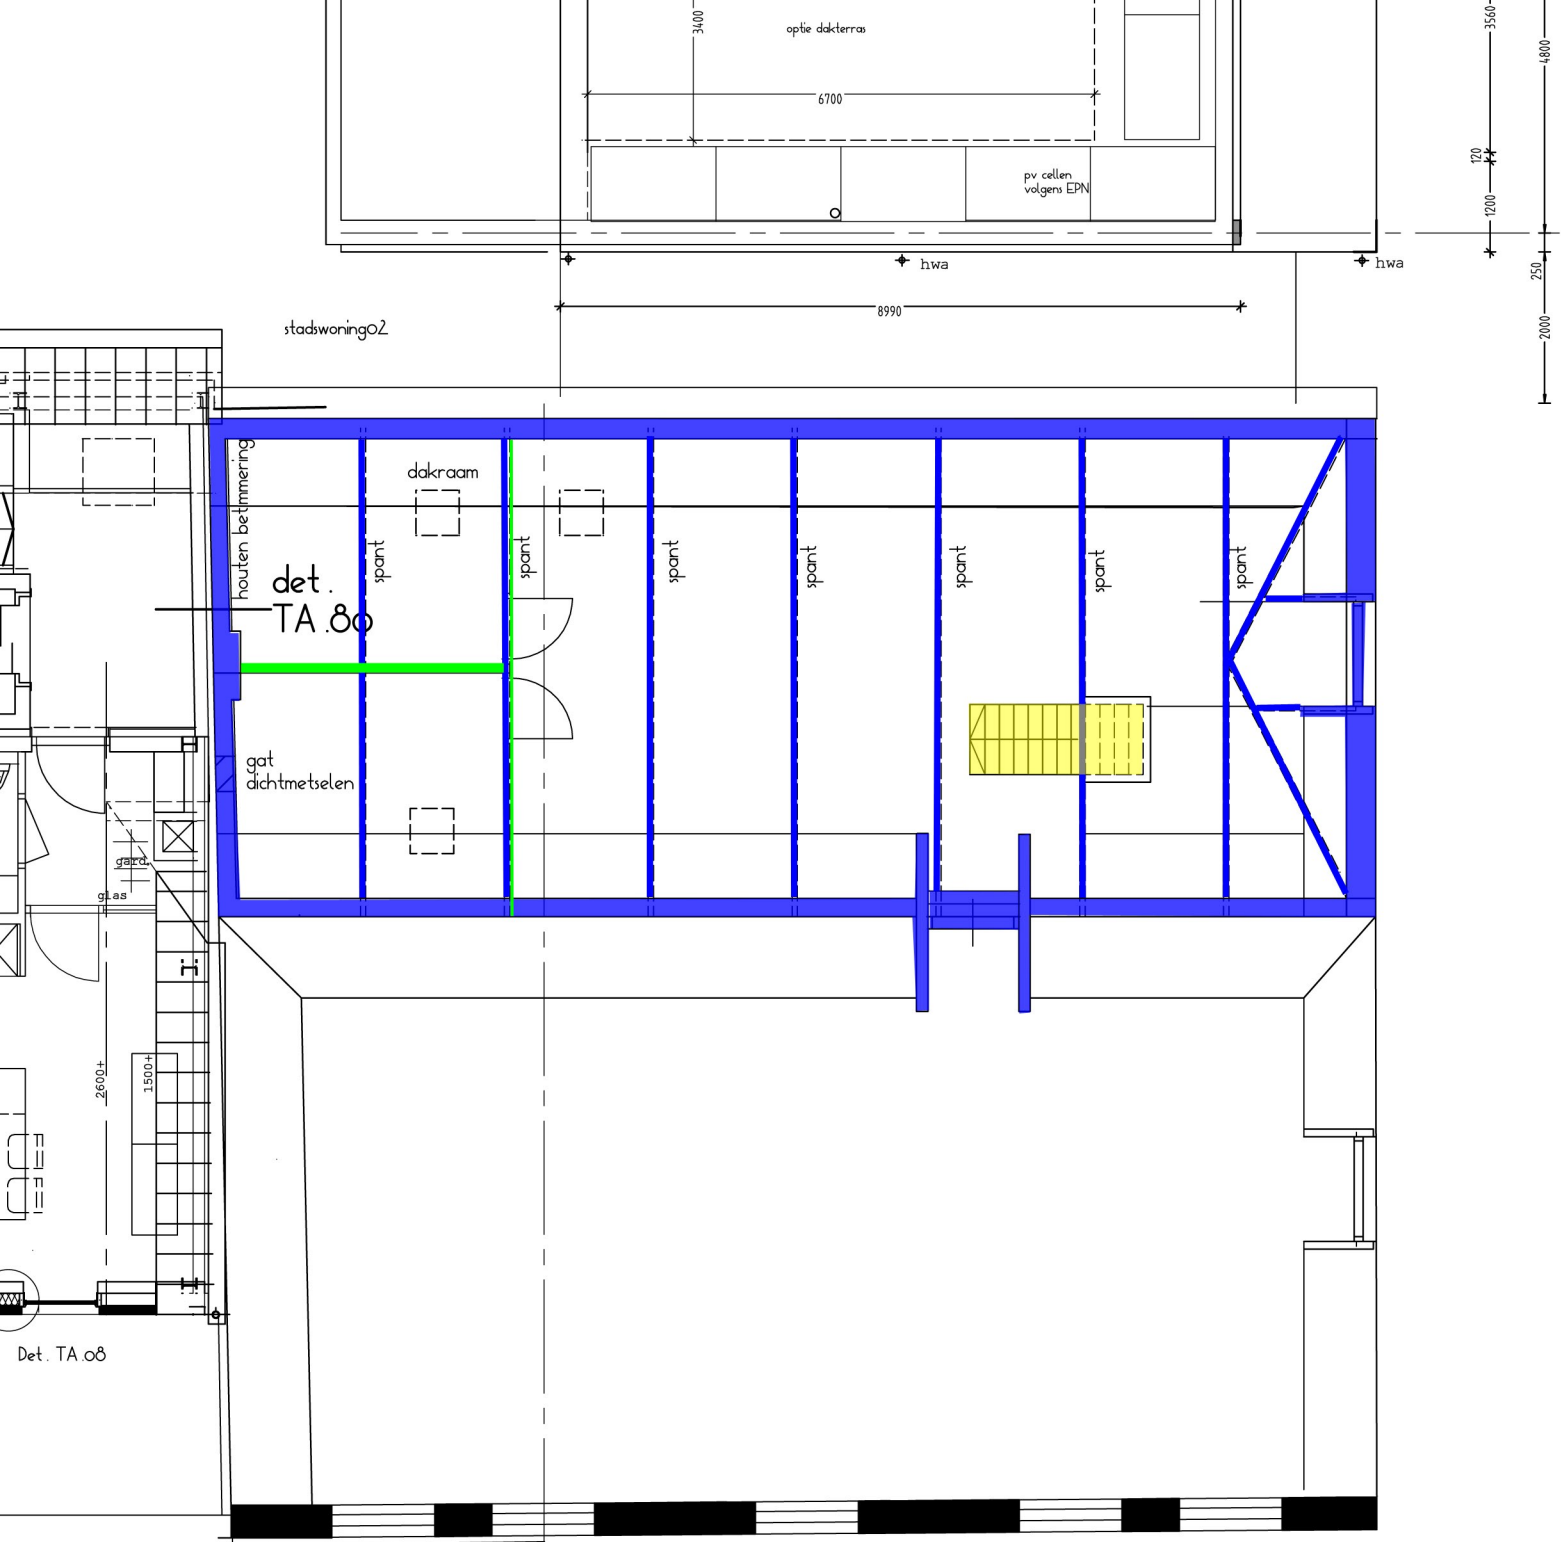 3400
optie dakterras
3560
4800
6700
120
pv cellen
volgens EPN
1200
hwa
hwa
250
8990
stadswoning02
2000
houten betimmering
dakraam
spant
spant
spant
spant
spant
spant
spant
det.
TA.80
gat
dichtmetselen
gard.
glas
2600+
1500+
Det. TA.08